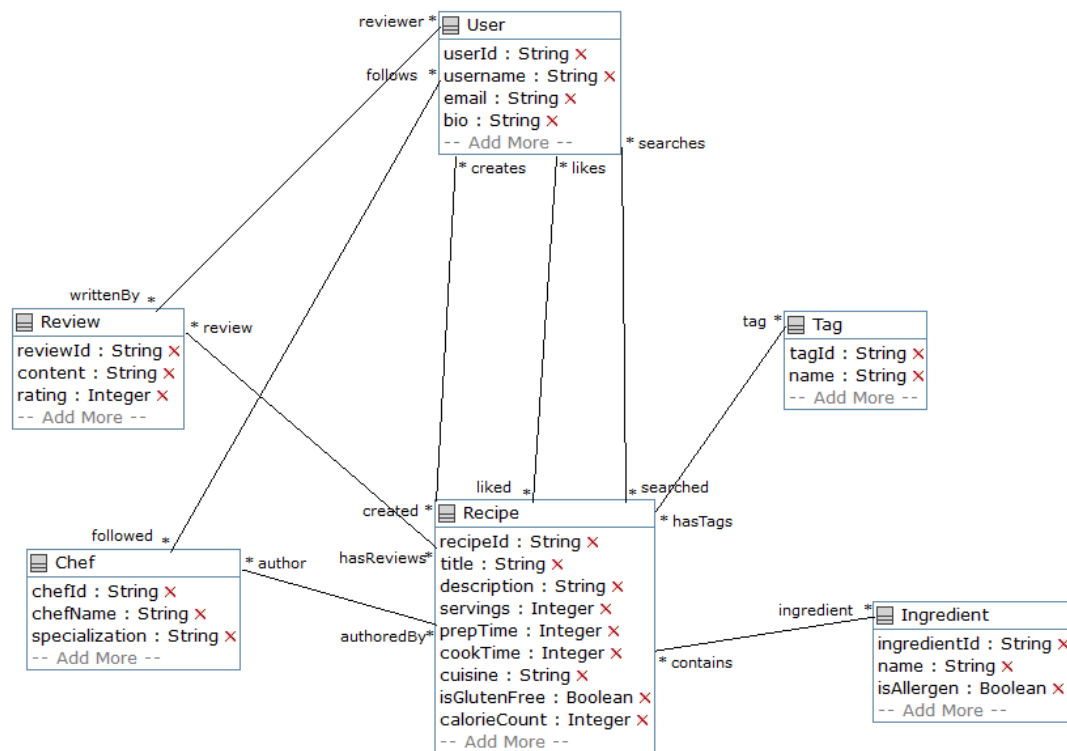 reviewer *
User
userId : String
follows *
username : String
email : String
bio : String
-- Add More --
* searches
* creates
* likes
writtenBy *
Review
* review
reviewId : String
content : String
rating : Integer
-- Add More --
tag *
Tag
tagId : String
name : String
-- Add More --
liked *
* searched
created *
Recipe
* hasTags
recipeId : String
title : String
description : String
servings : Integer
prepTime : Integer
cookTime : Integer
cuisine : String
isGlutenFree : Boolean
calorieCount : Integer
-- Add More --
hasReviews*
followed *
Chef
* author
chefId : String
chefName : String
specialization : String
-- Add More --
authoredBy*
ingredient *
* contains
Ingredient
ingredientId : String
name : String
isAllergen : Boolean
-- Add More --